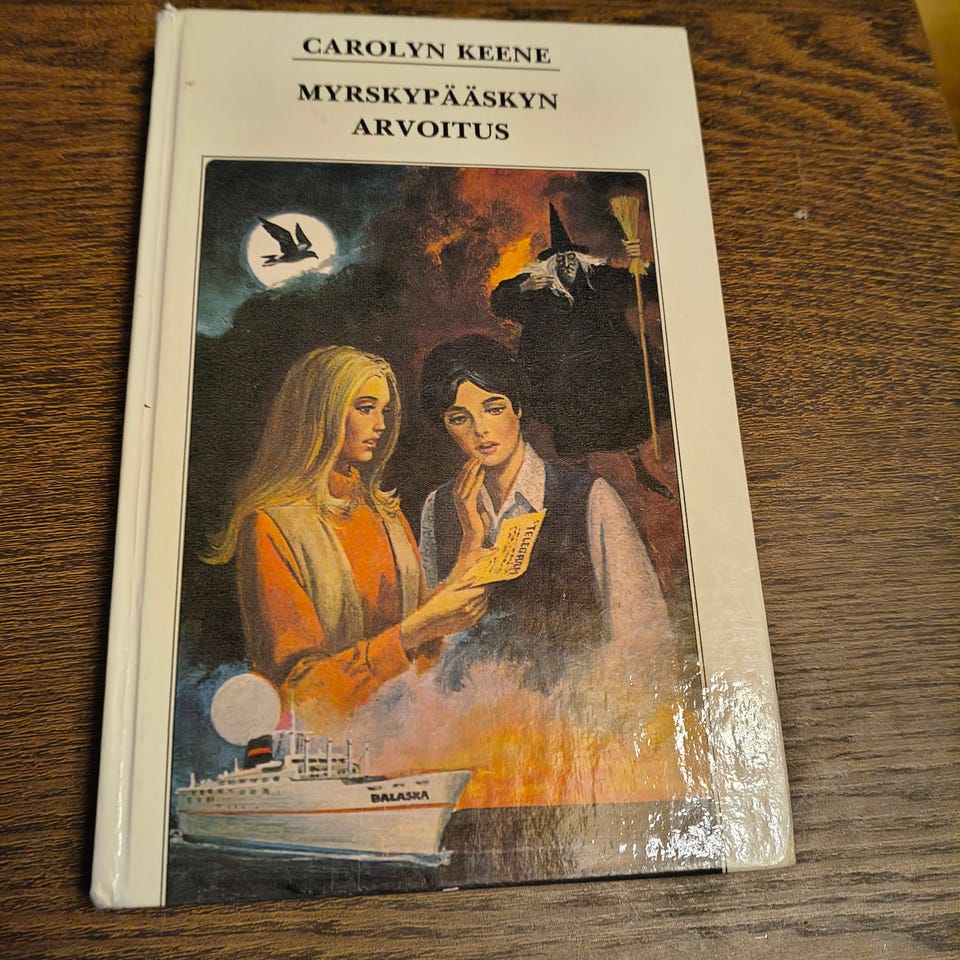 CAROLYN KEENE
MYRSKYPÄÄSKYN
ARVOITUS
TELEGRAM
BALASKA